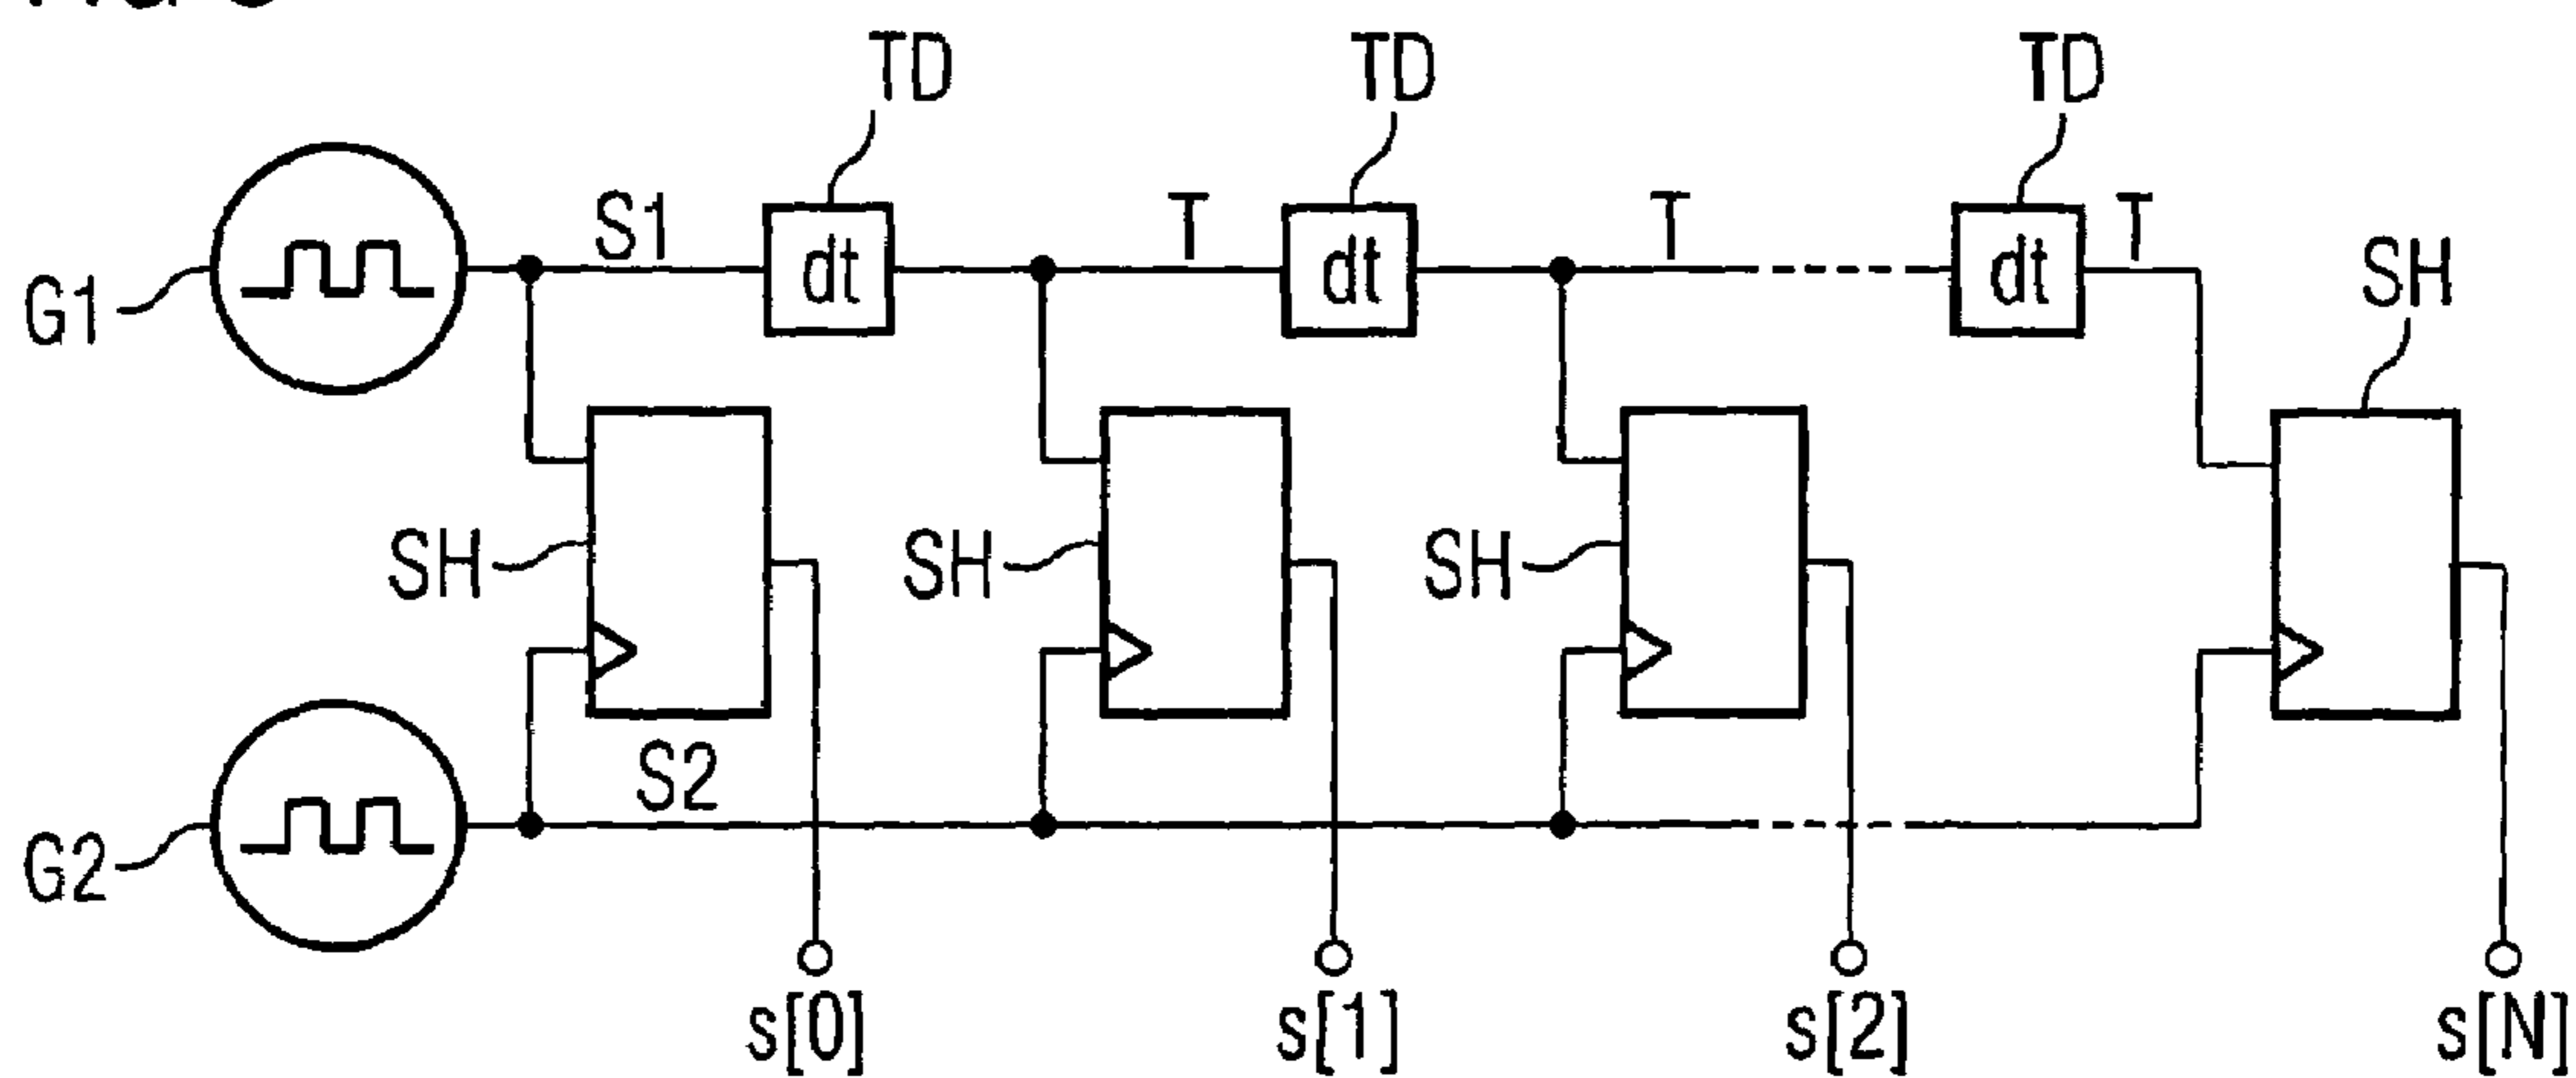 TD TD TD
S1 T T T
dt dt dt
G1 SH
SH SH SH
S2
G2
s[0] s[1] s[2] s[N]